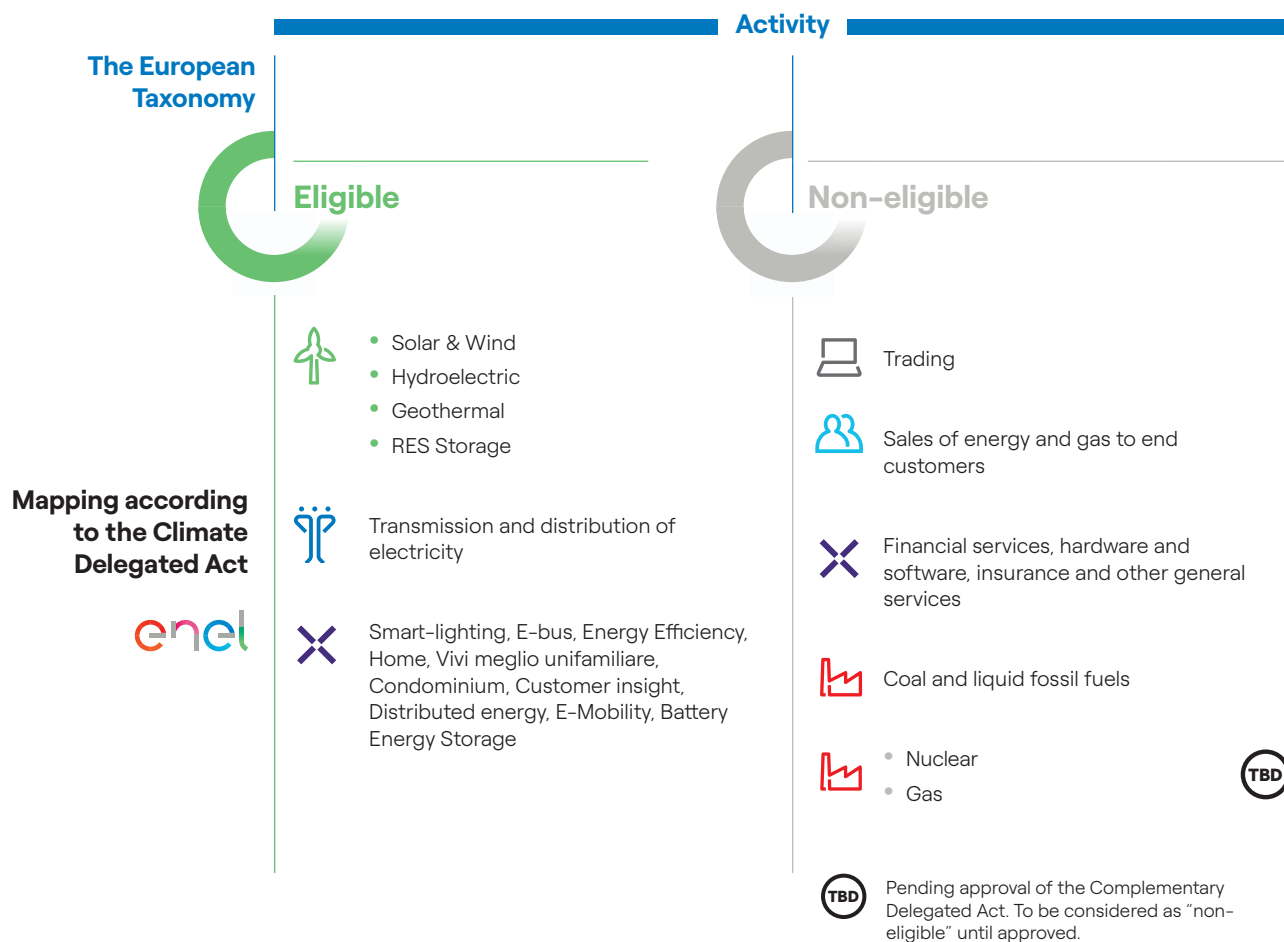 Activity
The European
Taxonomy
Eligible
Non-eligible
Mapping according
to the Climate
Delegated Act
enel
• Solar & Wind
• Hydroelectric
• Geothermal
• RES Storage
Transmission and distribution of
electricity
Smart-lighting, E-bus, Energy Efficiency,
Home, Vivi meglio unifamiliare,
Condominium, Customer insight,
Distributed energy, E-Mobility, Battery
Energy Storage
Trading
Sales of energy and gas to end
customers
Financial services, hardware and
software, insurance and other general
services
Coal and liquid fossil fuels
• Nuclear
• Gas
TBD
TBD
Pending approval of the Complementary
Delegated Act. To be considered as “non-
eligible” until approved.